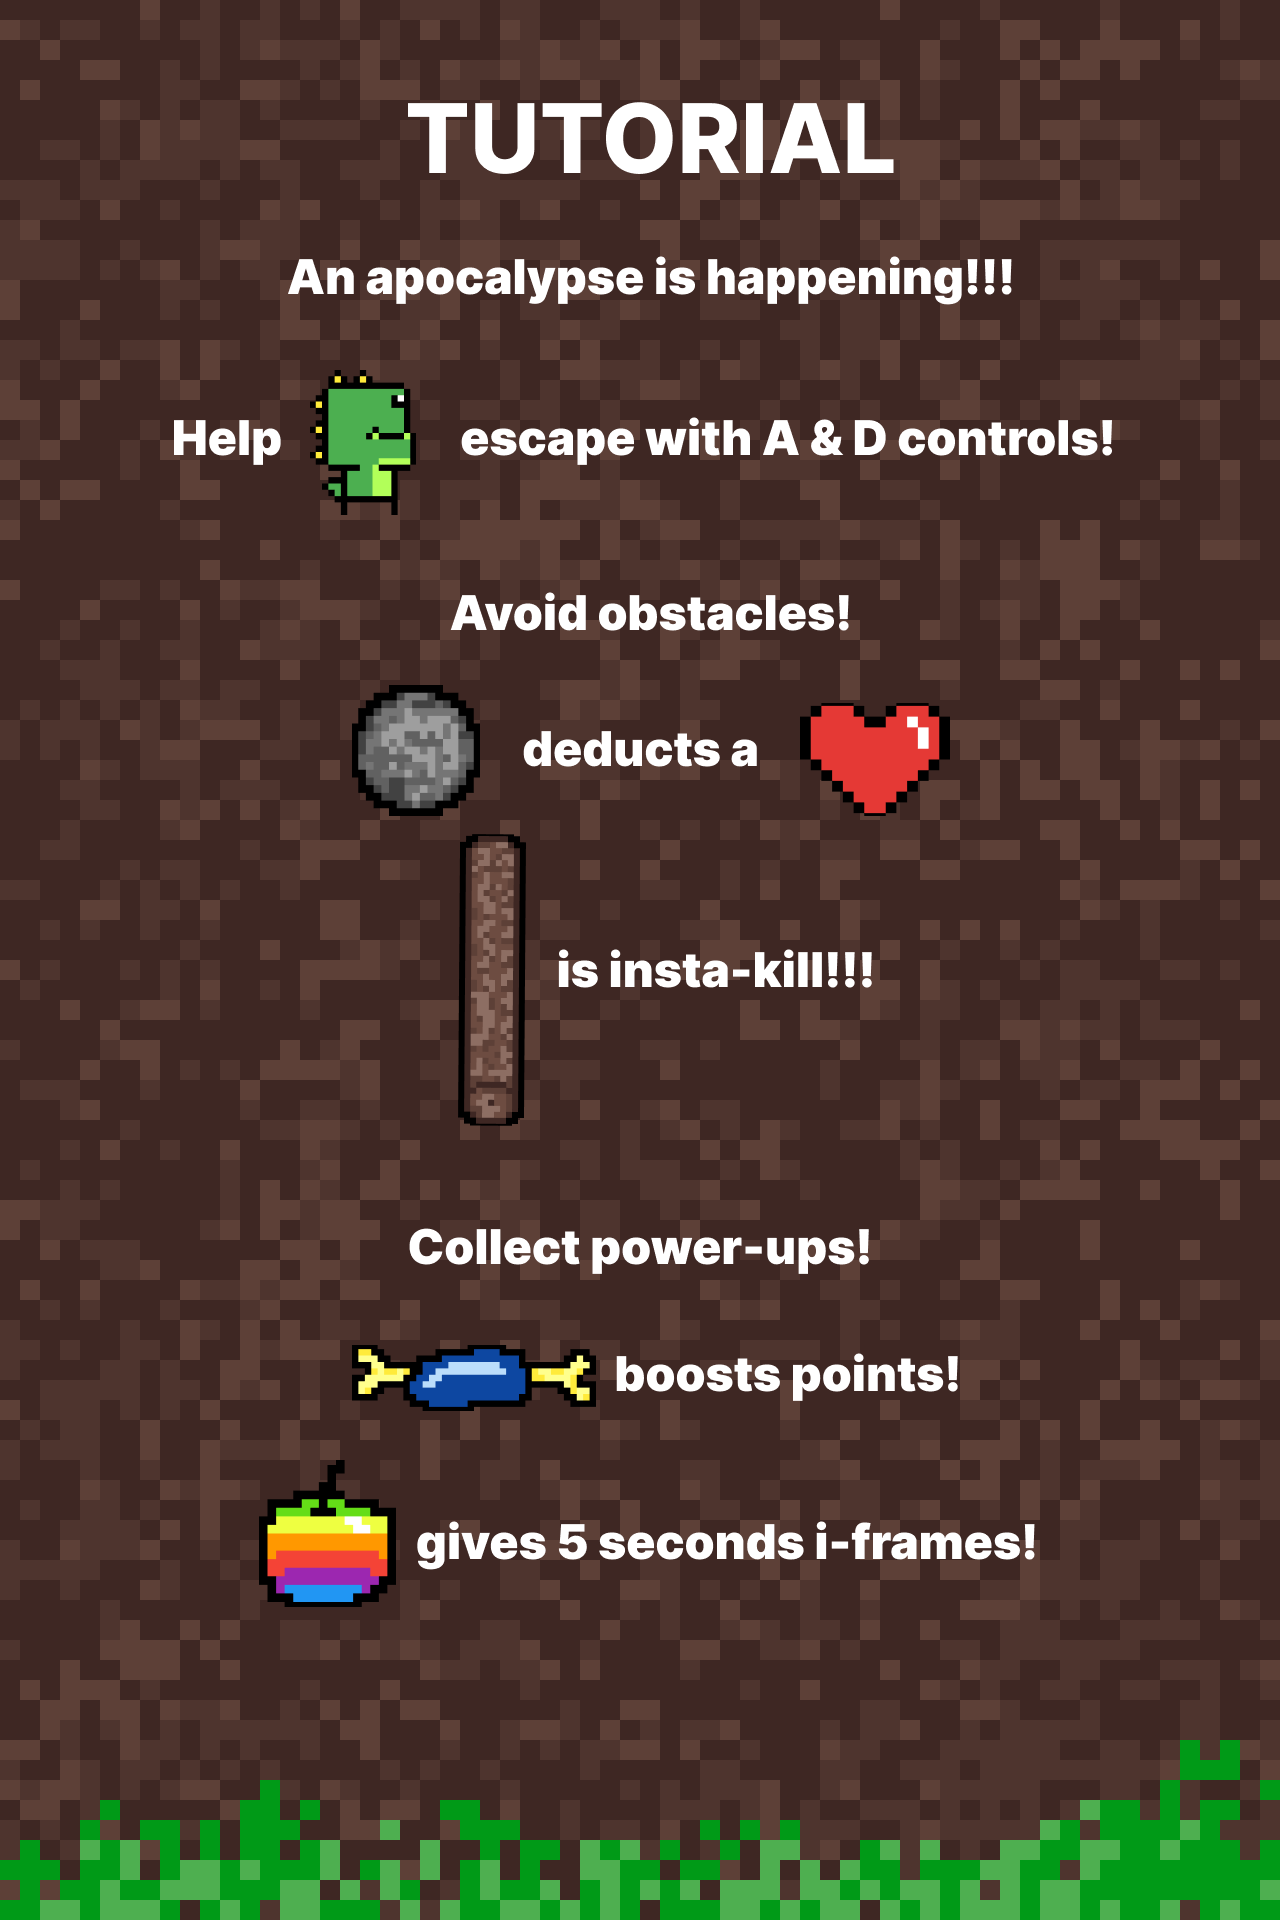 TUTORIAL
An apocalypse is happening!!!
Help escape with A & D controls!
Avoid obstacles!
deducts a
is insta-kill!!!
Collect power-ups!
boosts points!
gives 5 seconds i-frames!